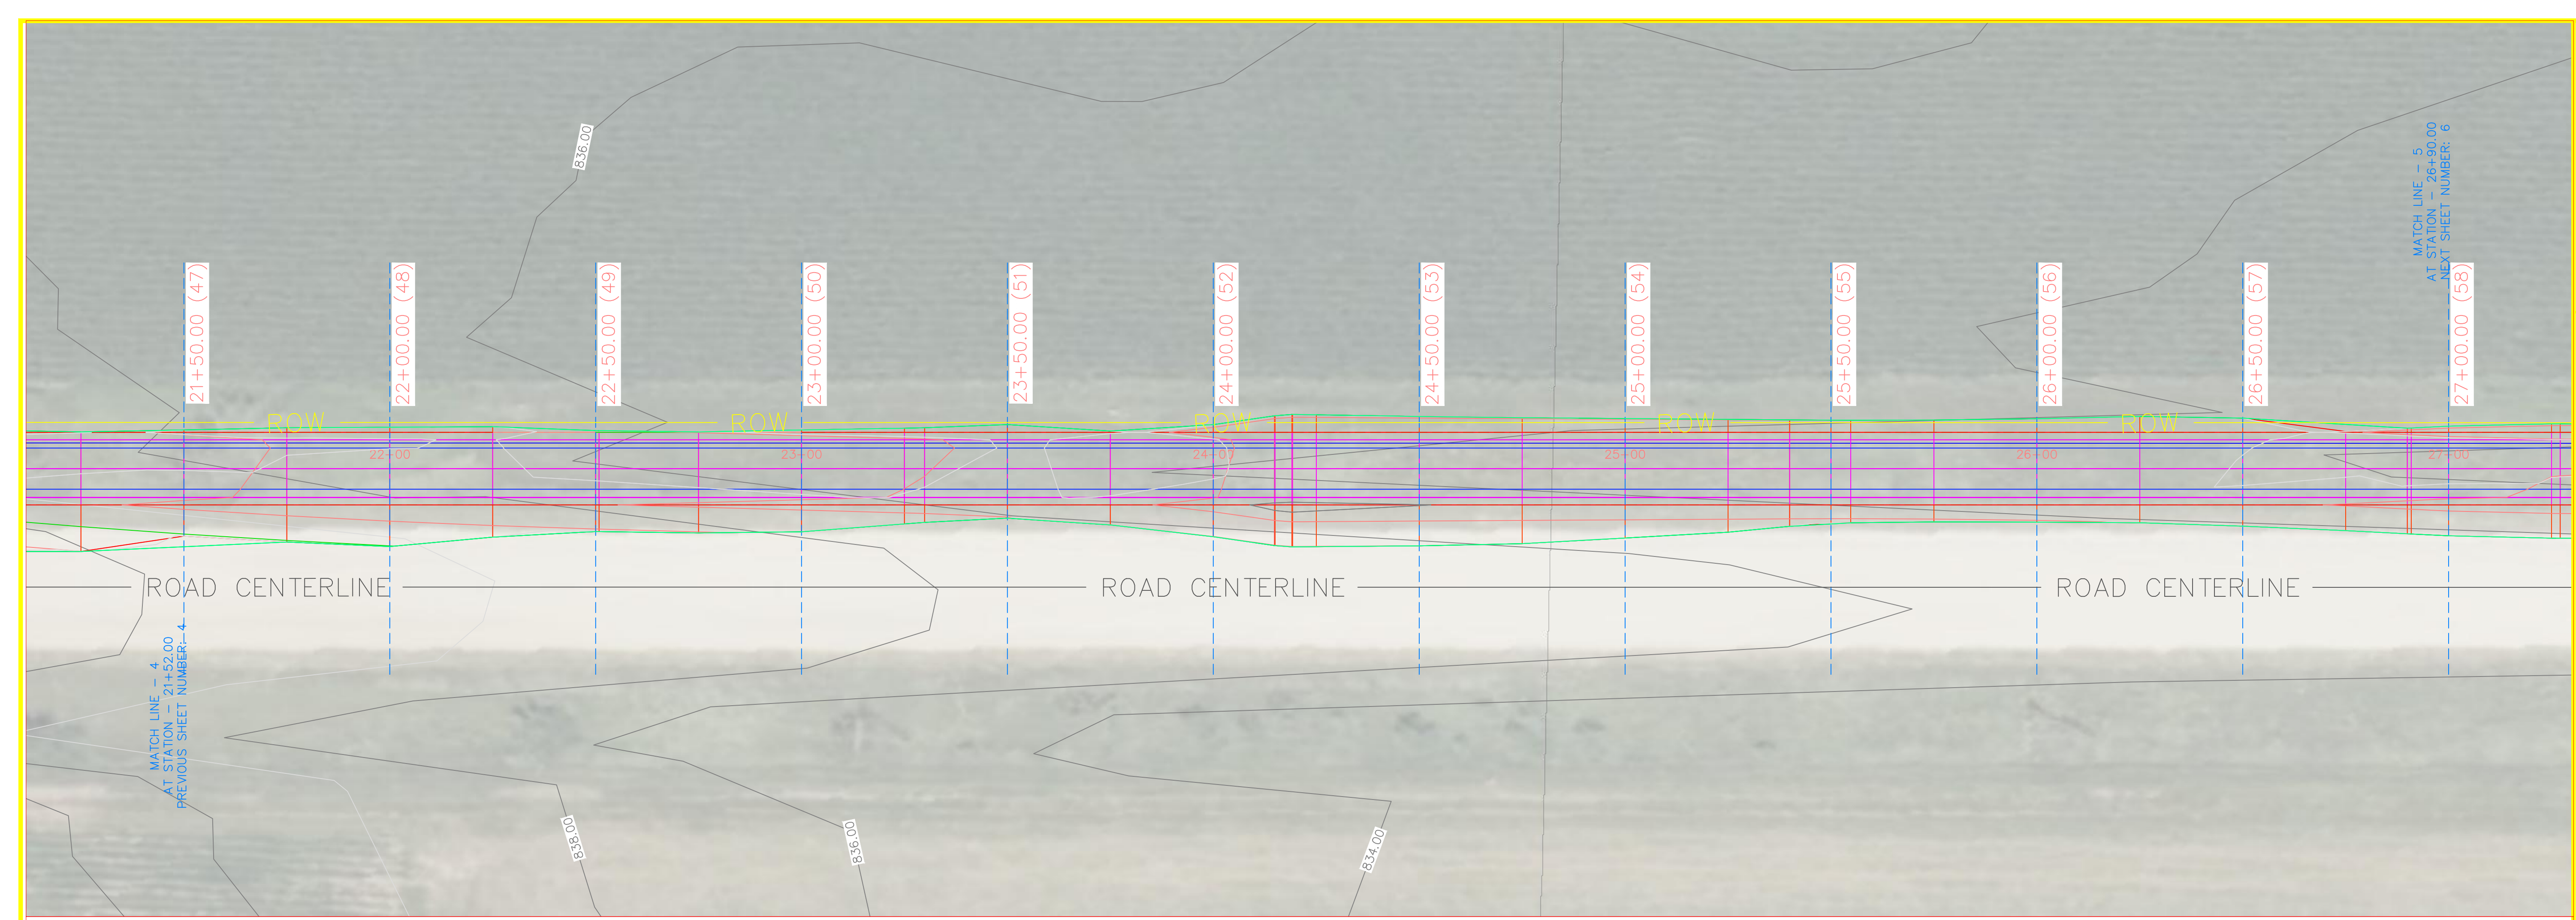 836.00
MATCH LINE - 5
AT STATION - 26+90.00
NEXT SHEET NUMBER: 6
21+50.00 (47)
22+00.00 (48)
22+50.00 (49)
23+00.00 (50)
23+50.00 (51)
24+00.00 (52)
24+50.00 (53)
25+00.00 (54)
25+50.00 (55)
26+00.00 (56)
26+50.00 (57)
27+00.00 (58)
ROW
ROW
ROW
ROW
ROW
22+00
23+00
24+00
25+00
26+00
27+00
ROAD CENTERLINE
ROAD CENTERLINE
ROAD CENTERLINE
MATCH LINE - 4
AT STATION - 21+52.00
PREVIOUS SHEET NUMBER: 4
838.00
836.00
834.00